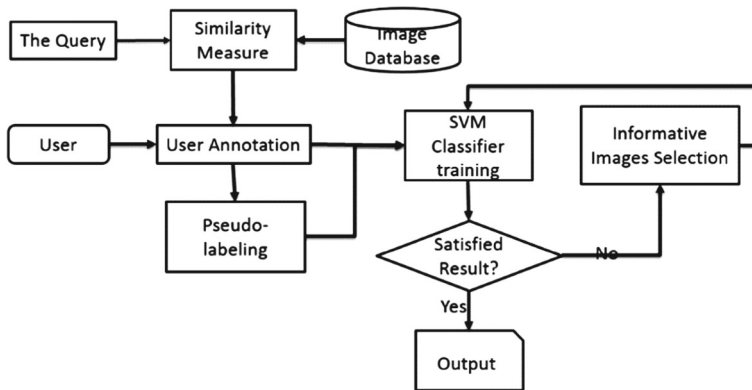 The Query
Similarity
Measure
Image
Database
User
User Annotation
SVM
Classifier
training
Informative
Images Selection
Pseudo-
labeling
Satisfied
Result?
No
Yes
Output